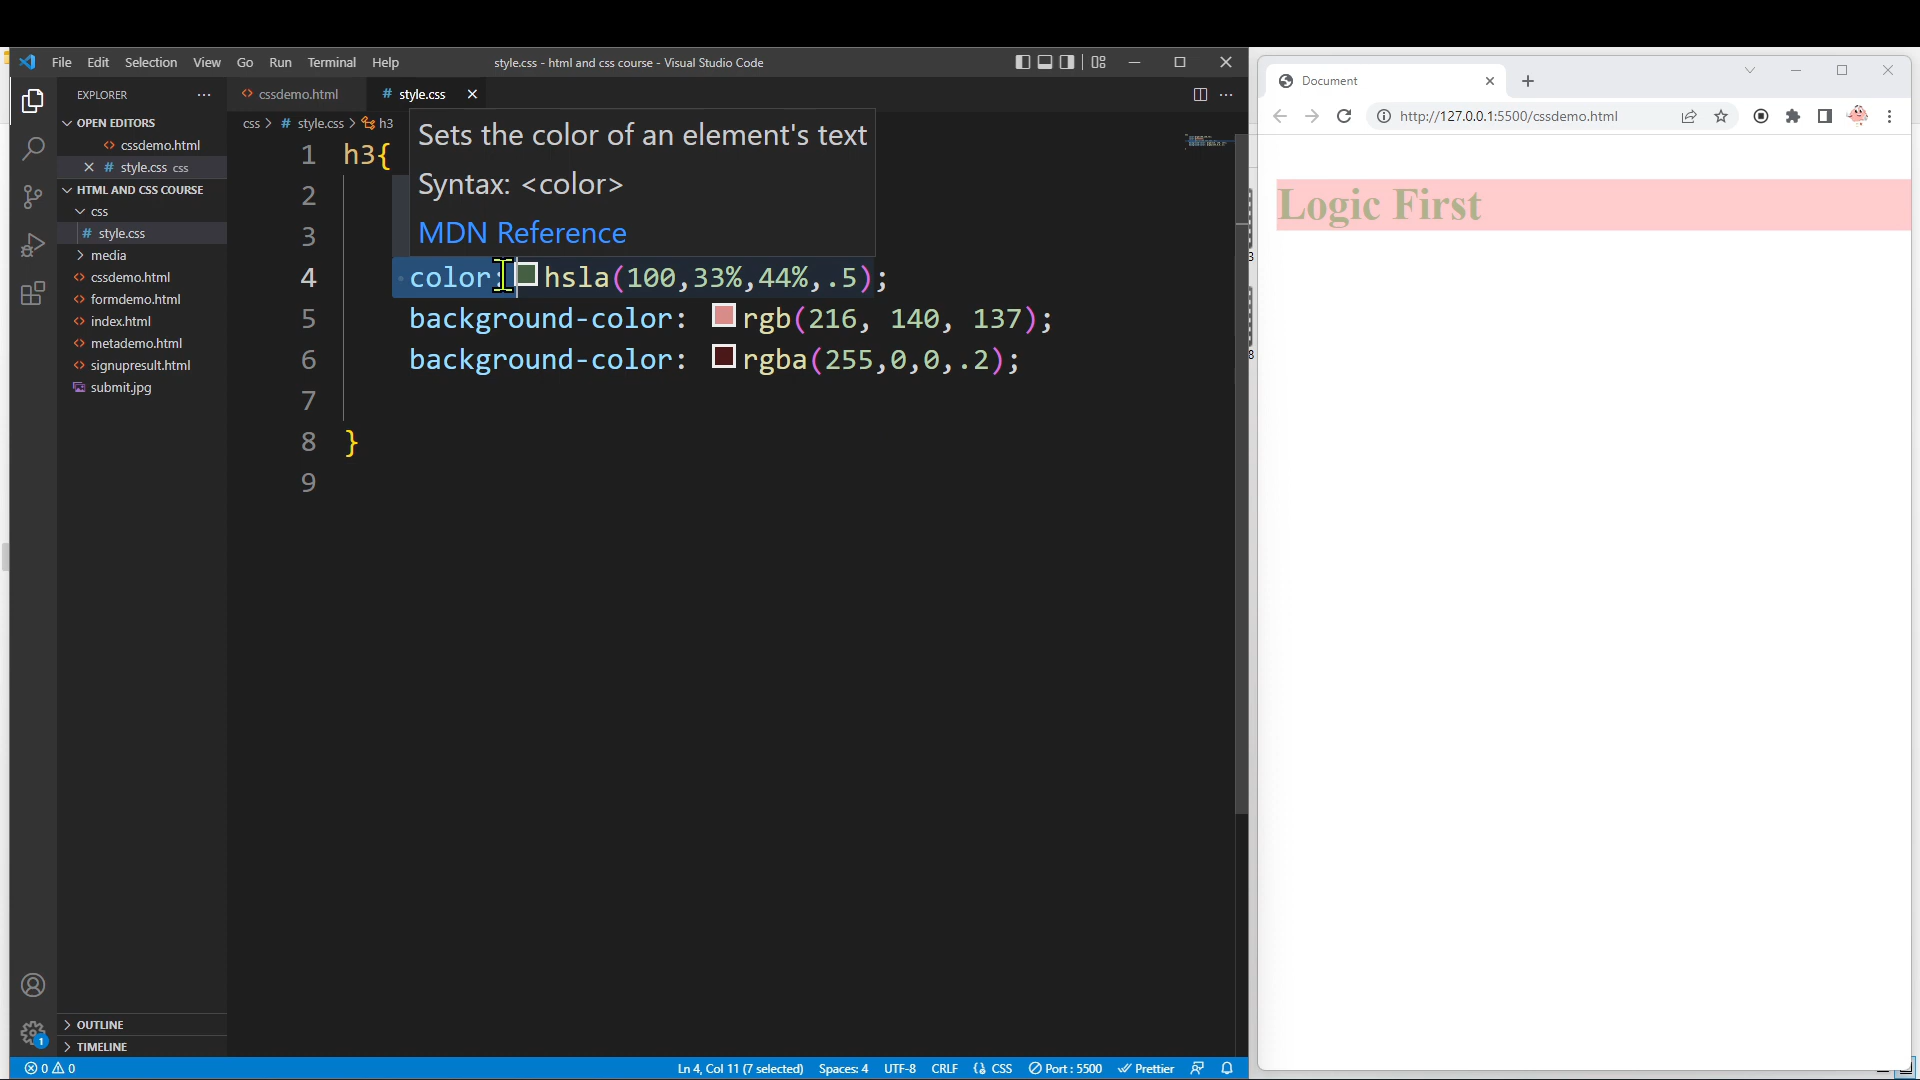 File Edit Selection View Go Run Terminal Help
style.css - html and css course - Visual Studio Code
EXPLORER
OPEN EDITORS
cssdemo.html
style.css css
HTML AND CSS COURSE
css
style.css
media
cssdemo.html
formdemo.html
index.html
metademo.html
signupresult.html
submit.jpg
OUTLINE
TIMELINE
cssdemo.html
# style.css
css > # style.css > h3
Sets the color of an element's text
Syntax: <color>
MDN Reference
1 h3{
2
3
4 color: hsla(100,33%,44%,.5);
5 background-color: rgb(216, 140, 137);
6 background-color: rgba(255,0,0,.2);
7
8 }
9
1
0 0
Ln 4, Col 11 (7 selected) Spaces: 4 UTF-8 CRLF CSS Port : 5500 Prettier
3
8
Document
http://127.0.0.1:5500/cssdemo.html
Logic First